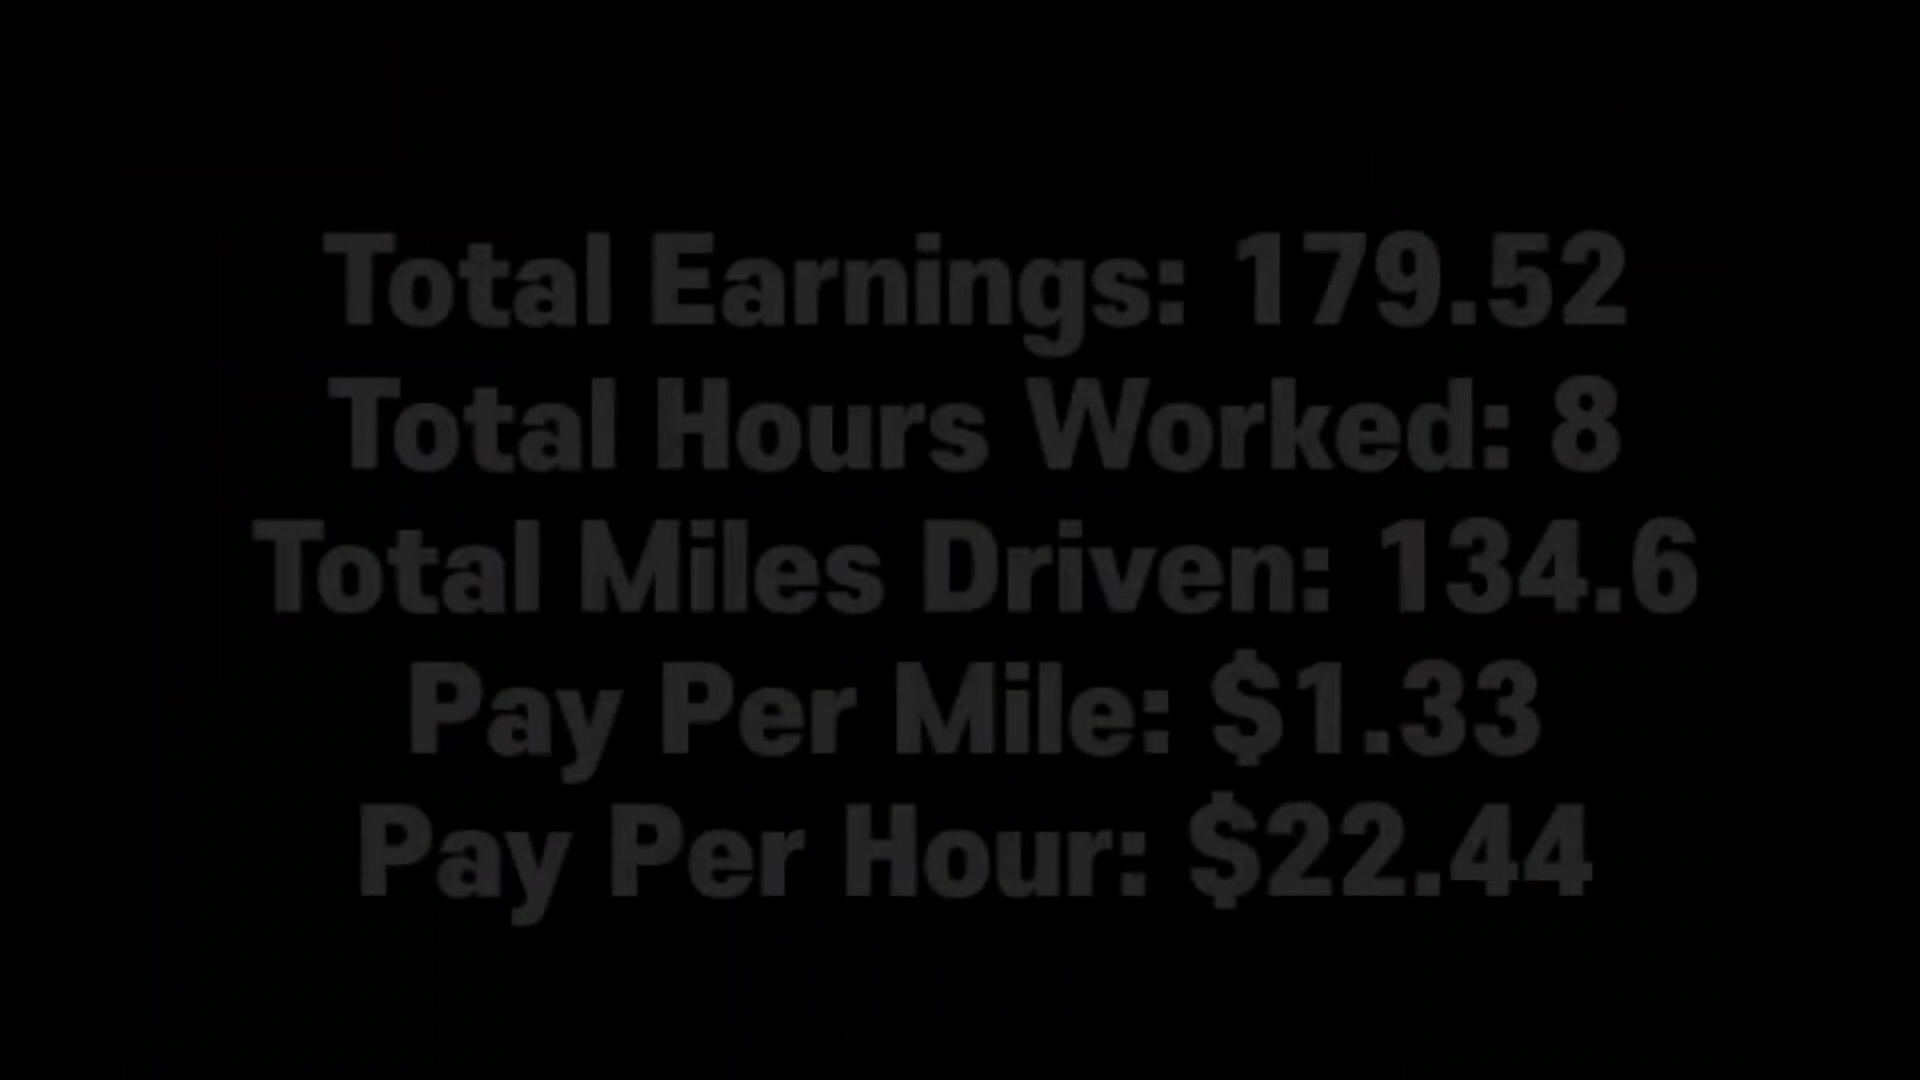 Total Earnings: 179.52
Total Hours Worked: 8
Total Miles Driven: 134.6
Pay Per Mile: $1.33
Pay Per Hour: $22.44